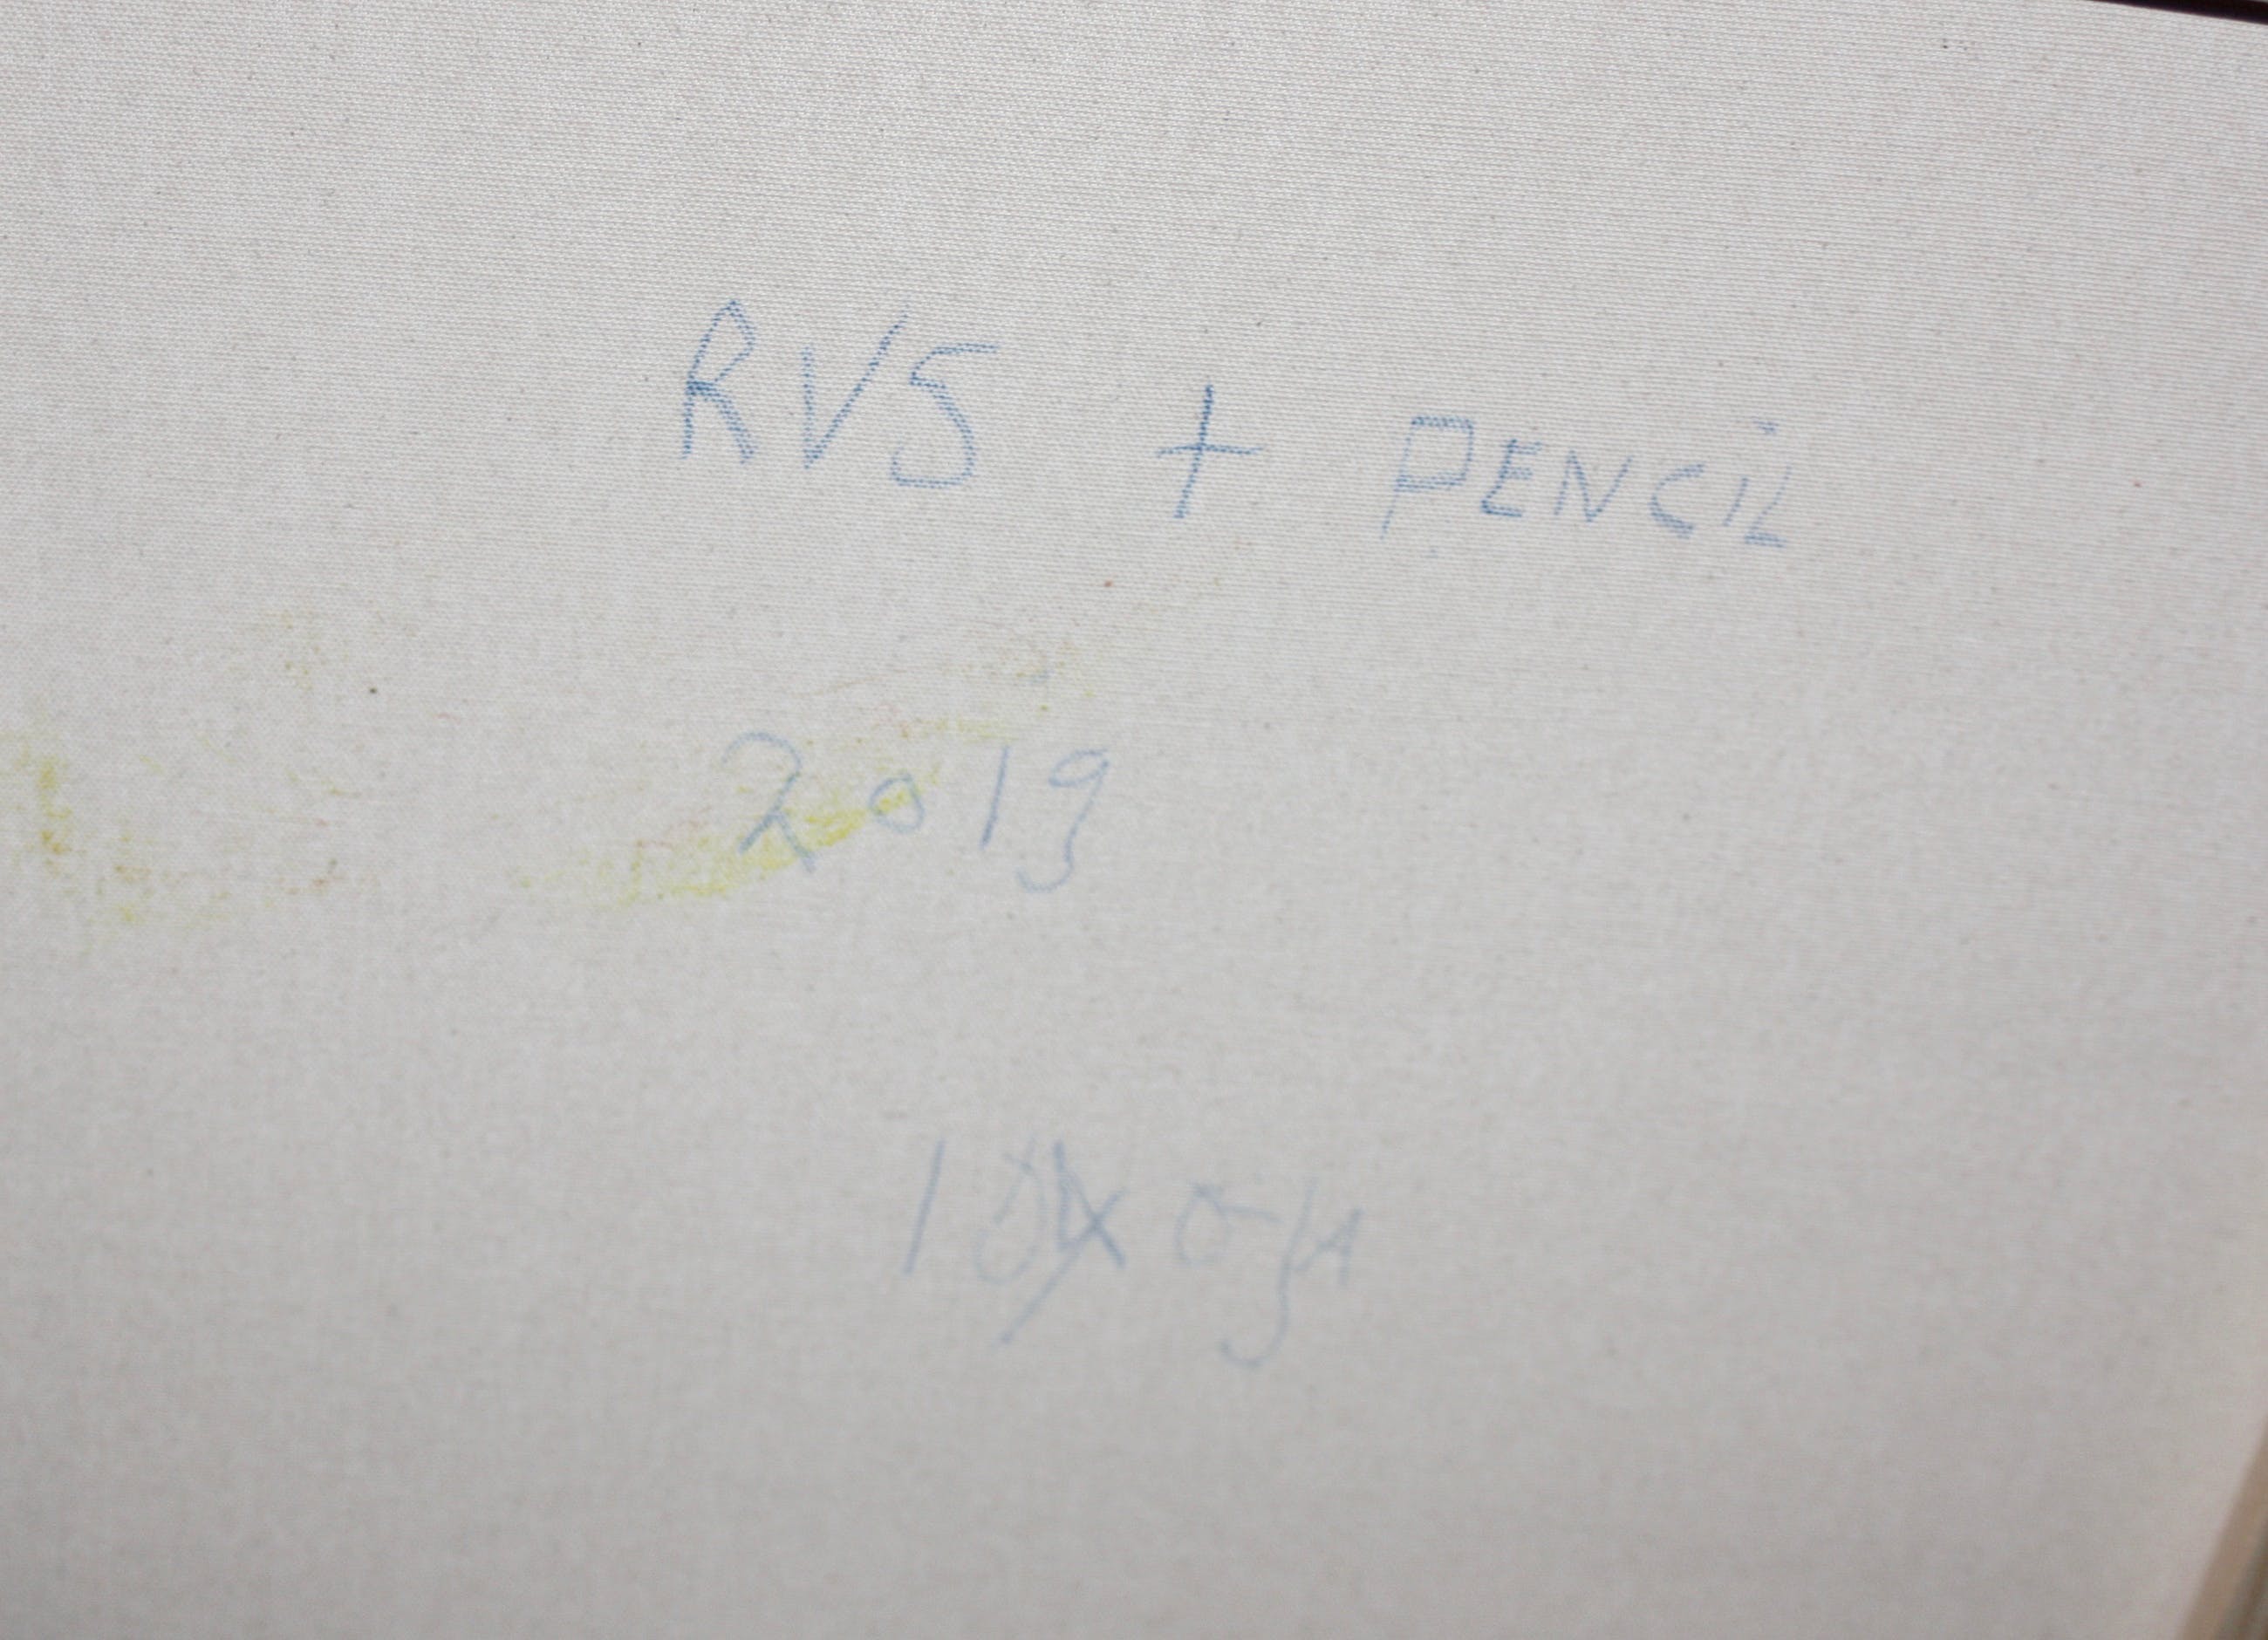 RVS + PENCIL
2019